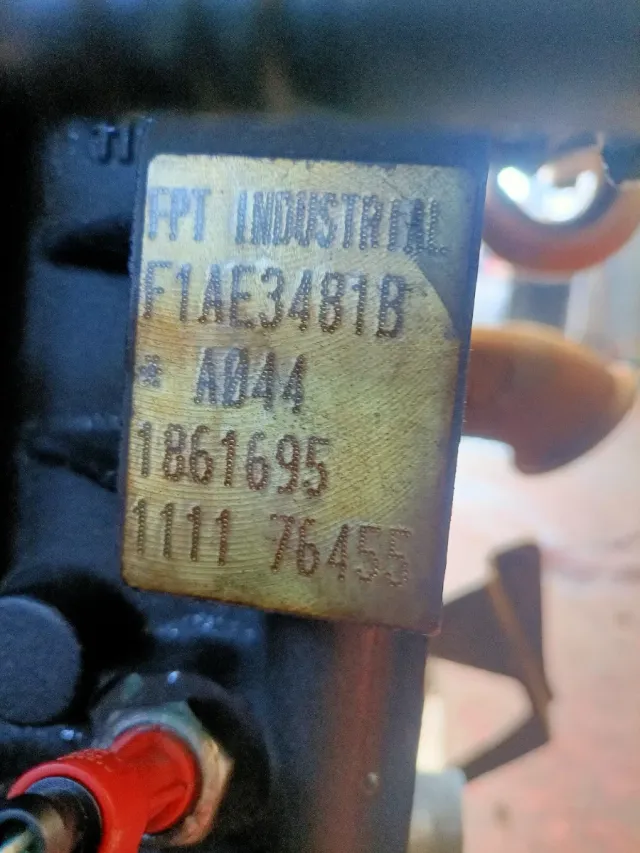 FPT INDUSTRIAL
F1AE3481B
* A044
1861695
1111 76455